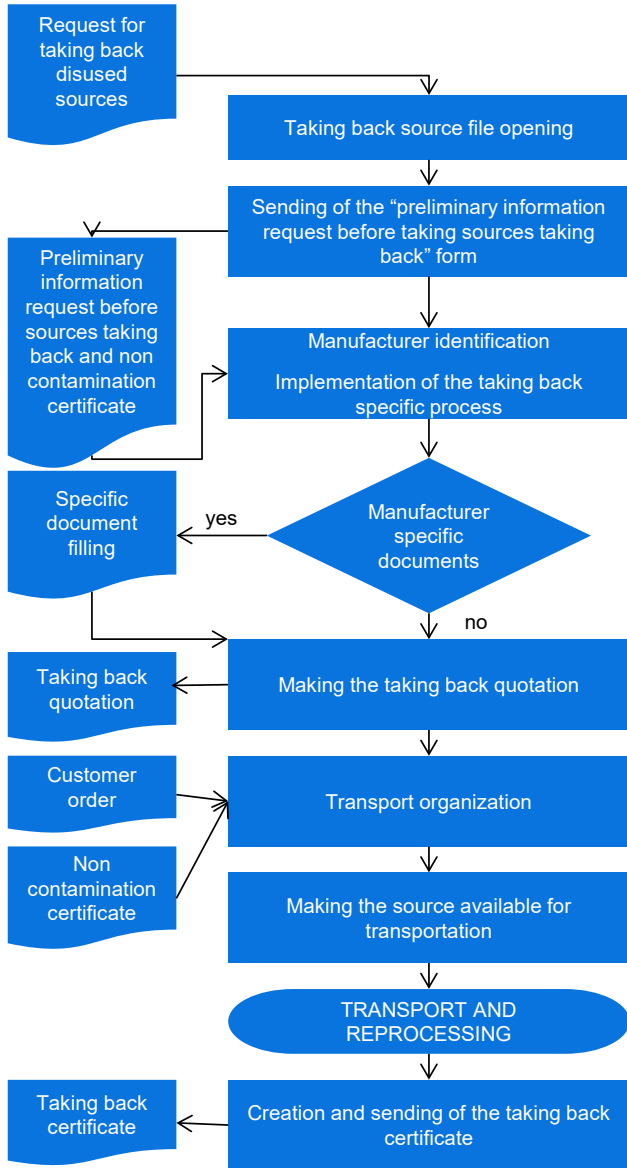 Request for
taking back
disused
sources
Taking back source file opening
Sending of the “preliminary information
request before taking sources taking
back” form
Preliminary
information
request before
sources taking
back and non
contamination
certificate
Manufacturer identification
Implementation of the taking back
specific process
Specific
document
filling
yes
Manufacturer
specific
documents
no
Taking back
quotation
Making the taking back quotation
Customer
order
Transport organization
Non
contamination
certificate
Making the source available for
transportation
TRANSPORT AND
REPROCESSING
Taking back
certificate
Creation and sending of the taking back
certificate